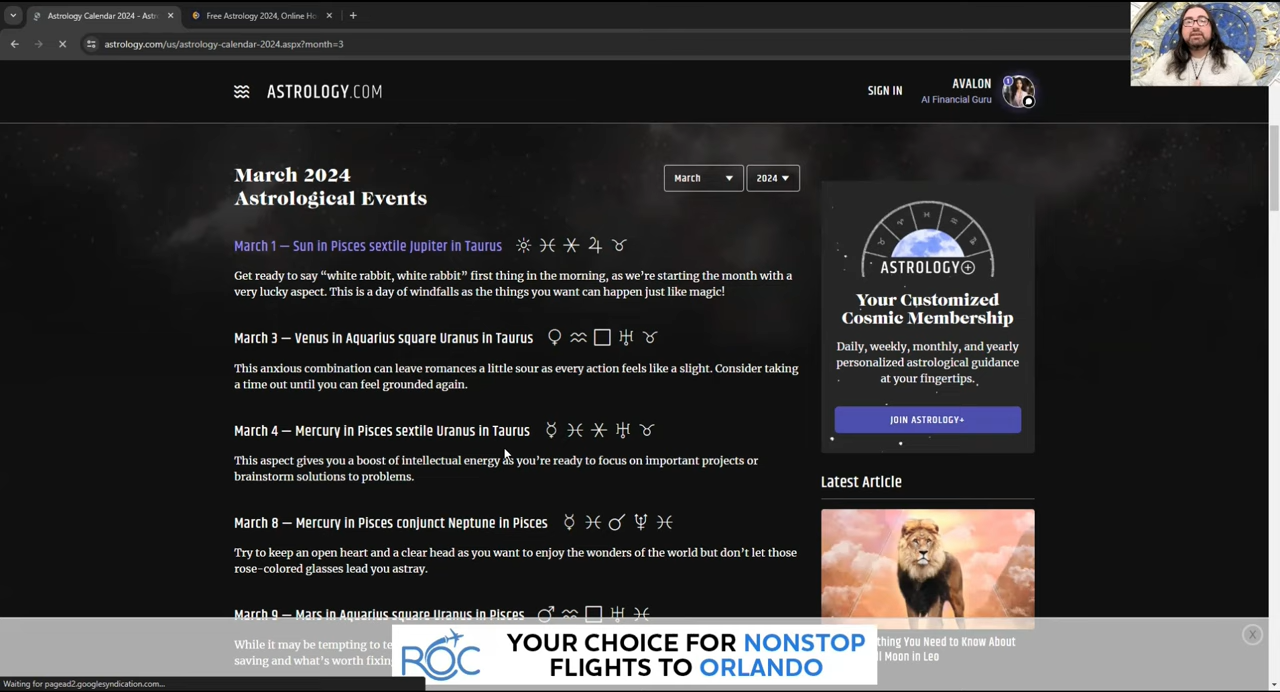 Astrology Calendar 2024 - Astr
Free Astrology 2024, Online Ho
astrology.com/us/astrology-calendar-2024.aspx?month=3
ASTROLOGY.COM
SIGN IN
AVALON
AI Financial Guru
1
March 2024
Astrological Events
March
2024
March 1 — Sun in Pisces sextile Jupiter in Taurus ☼ ♓ ⚹ ♃ ♉
Get ready to say “white rabbit, white rabbit” first thing in the morning, as we’re starting the month with a
very lucky aspect. This is a day of windfalls as the things you want can happen just like magic!
March 3 — Venus in Aquarius square Uranus in Taurus ♀ ♒ □ ♅ ♉
This anxious combination can leave romances a little sour as every action feels like a slight. Consider taking
a time out until you can feel grounded again.
March 4 — Mercury in Pisces sextile Uranus in Taurus ☿ ♓ ⚹ ♅ ♉
This aspect gives you a boost of intellectual energy as you’re ready to focus on important projects or
brainstorm solutions to problems.
March 8 — Mercury in Pisces conjunct Neptune in Pisces ☿ ♓ ☌ ♆ ♓
Try to keep an open heart and a clear head as you want to enjoy the wonders of the world but don’t let those
rose-colored glasses lead you astray.
March 9 — Mars in Aquarius square Uranus in Pisces ♂ ♒ □ ♅ ♓
While it may be tempting to te
saving and what’s worth fixin
ASTROLOGY+
Your Customized
Cosmic Membership
Daily, weekly, monthly, and yearly
personalized astrological guidance
at your fingertips.
JOIN ASTROLOGY+
Latest Article
thing You Need to Know About
ll Moon in Leo
ROC
YOUR CHOICE FOR NONSTOP
FLIGHTS TO ORLANDO
X
Waiting for pagead2.googlesyndication.com...